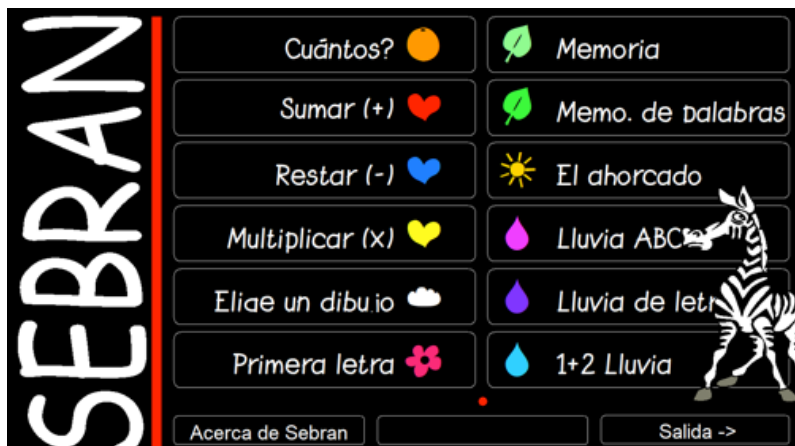 SEBRAN
Cuántos?
Sumar (+)
Restar (-)
Multiplicar (x)
Elige un dibujo
Primera letra
Memoria
Memo. de palabras
El ahorcado
Lluvia ABC
Lluvia de letr
1+2 Lluvia
Acerca de Sebran
Salida ->